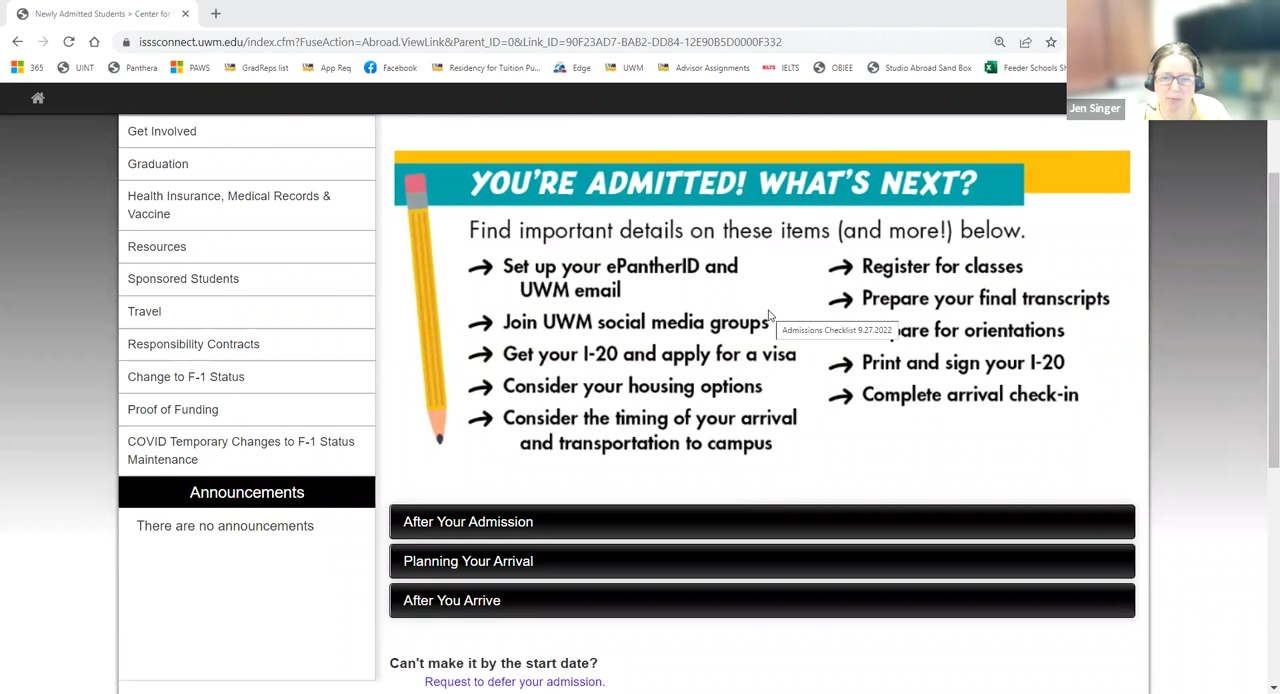 Newly Admitted Students > Center for
isssconnect.uwm.edu/index.cfm?FuseAction=Abroad.ViewLink&Parent_ID=0&Link_ID=90F23AD7-BAB2-DD84-12E90B5D0000F332
365 UINT Panthera PAWS GradReps list App Req Facebook Residency for Tuition Pu... Edge UWM Advisor Assignments IELTS IELTS OBIEE Studio Abroad Sand Box Feeder Schools Sh
Jen Singer
Get Involved
Graduation
Health Insurance, Medical Records &
Vaccine
Resources
Sponsored Students
Travel
Responsibility Contracts
Change to F-1 Status
Proof of Funding
COVID Temporary Changes to F-1 Status
Maintenance
Announcements
There are no announcements
YOU'RE ADMITTED! WHAT'S NEXT?
Find important details on these items (and more!) below.
Set up your ePantherID and
UWM email
Join UWM social media groups
Get your I-20 and apply for a visa
Consider your housing options
Consider the timing of your arrival
and transportation to campus
Register for classes
Prepare your final transcripts
Admissions Checklist 9.27.2022
pare for orientations
Print and sign your I-20
Complete arrival check-in
After Your Admission
Planning Your Arrival
After You Arrive
Can't make it by the start date?
Request to defer your admission.